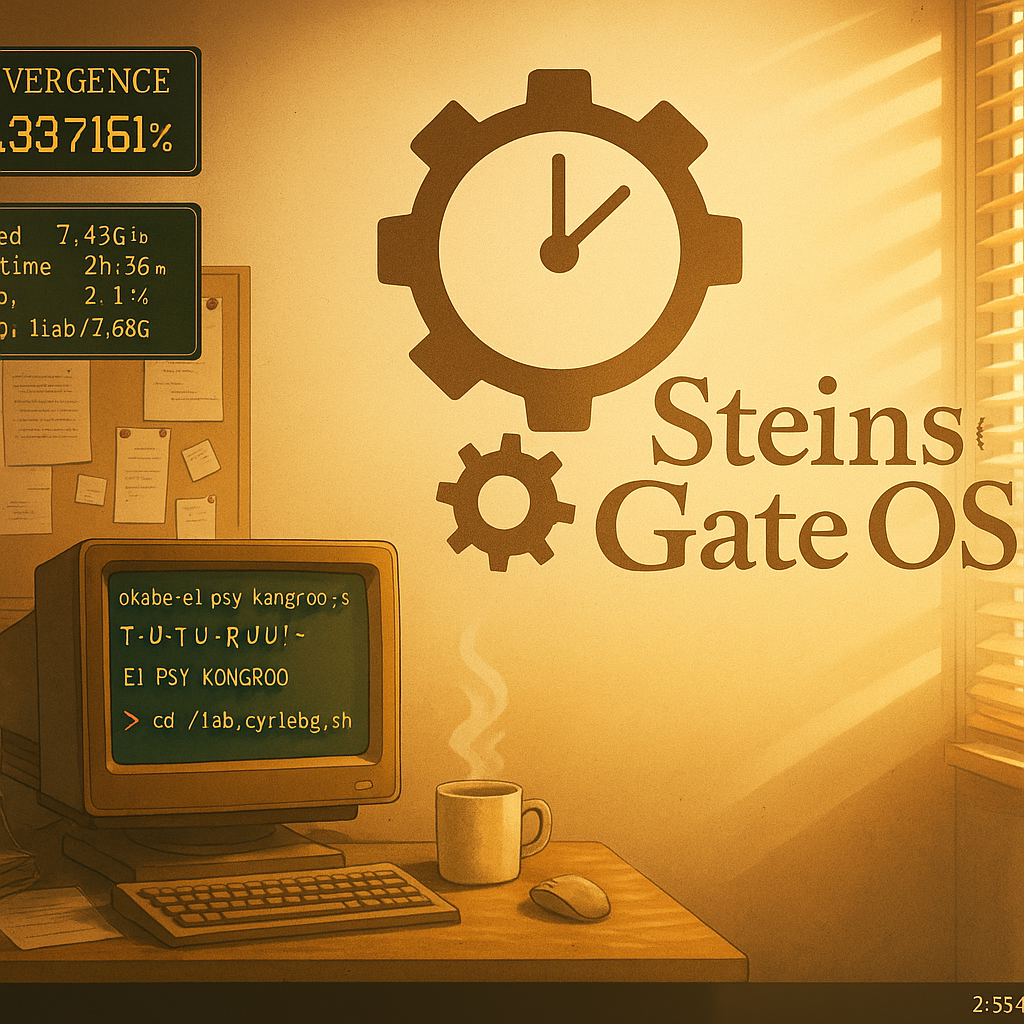 VERGENCE
.337161%
ed 7,43Gib
time 2h:36m
o, 2.1%
o. 1iab/7,68G
Steins
Gate OS
okabe-el psy kangroo;s
T-U-TU-RUU!~
El PSY KONGROO
> cd /lab,cyrlebg,sh
2:554